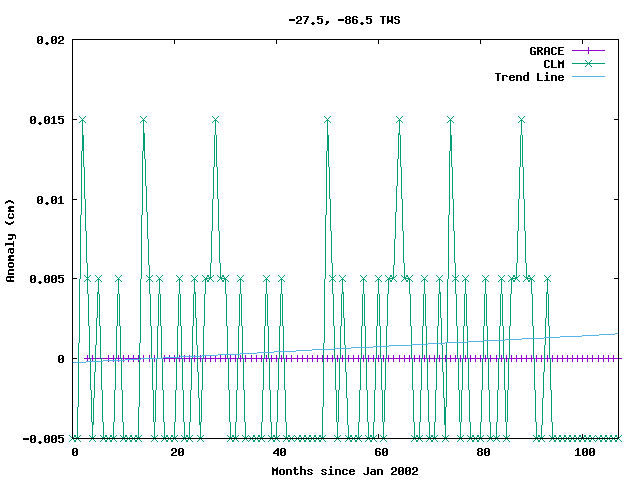 -27.5, -86.5 TWS
0.02
GRACE
CLM
Trend Line
0.015
0.01
Anomaly (cm)
0.005
0
-0.005
0 20 40 60 80 100
Months since Jan 2002